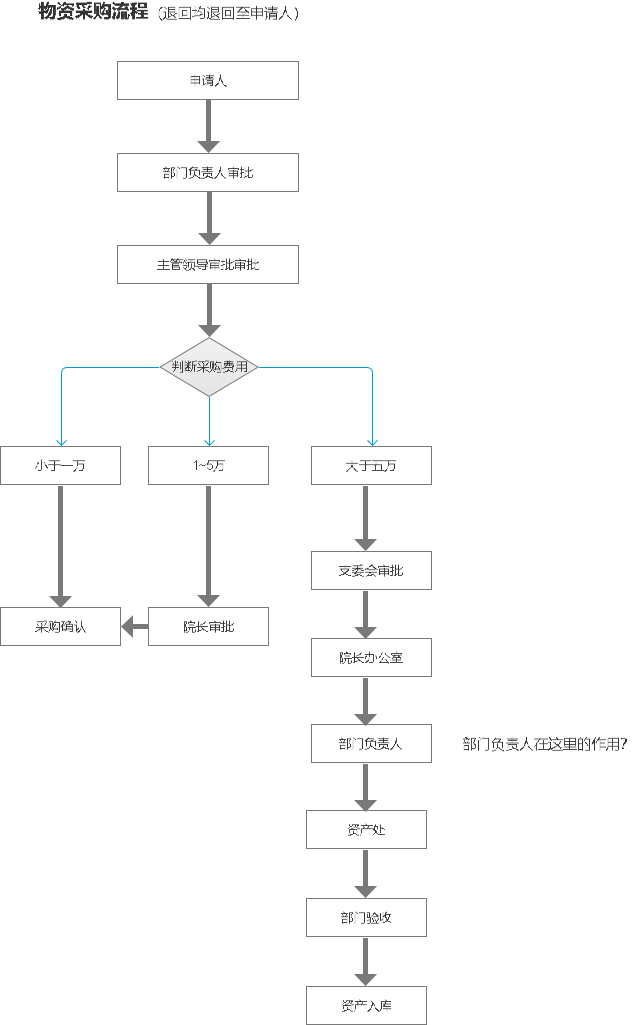 物资采购流程（退回均退回至申请人）
申请人
部门负责人审批
主管领导审批审批
判断采购费用
小于一万
1~5万
大于五万
支委会审批
采购确认
院长审批
院长办公室
部门负责人
部门负责人在这里的作用？
资产处
部门验收
资产入库